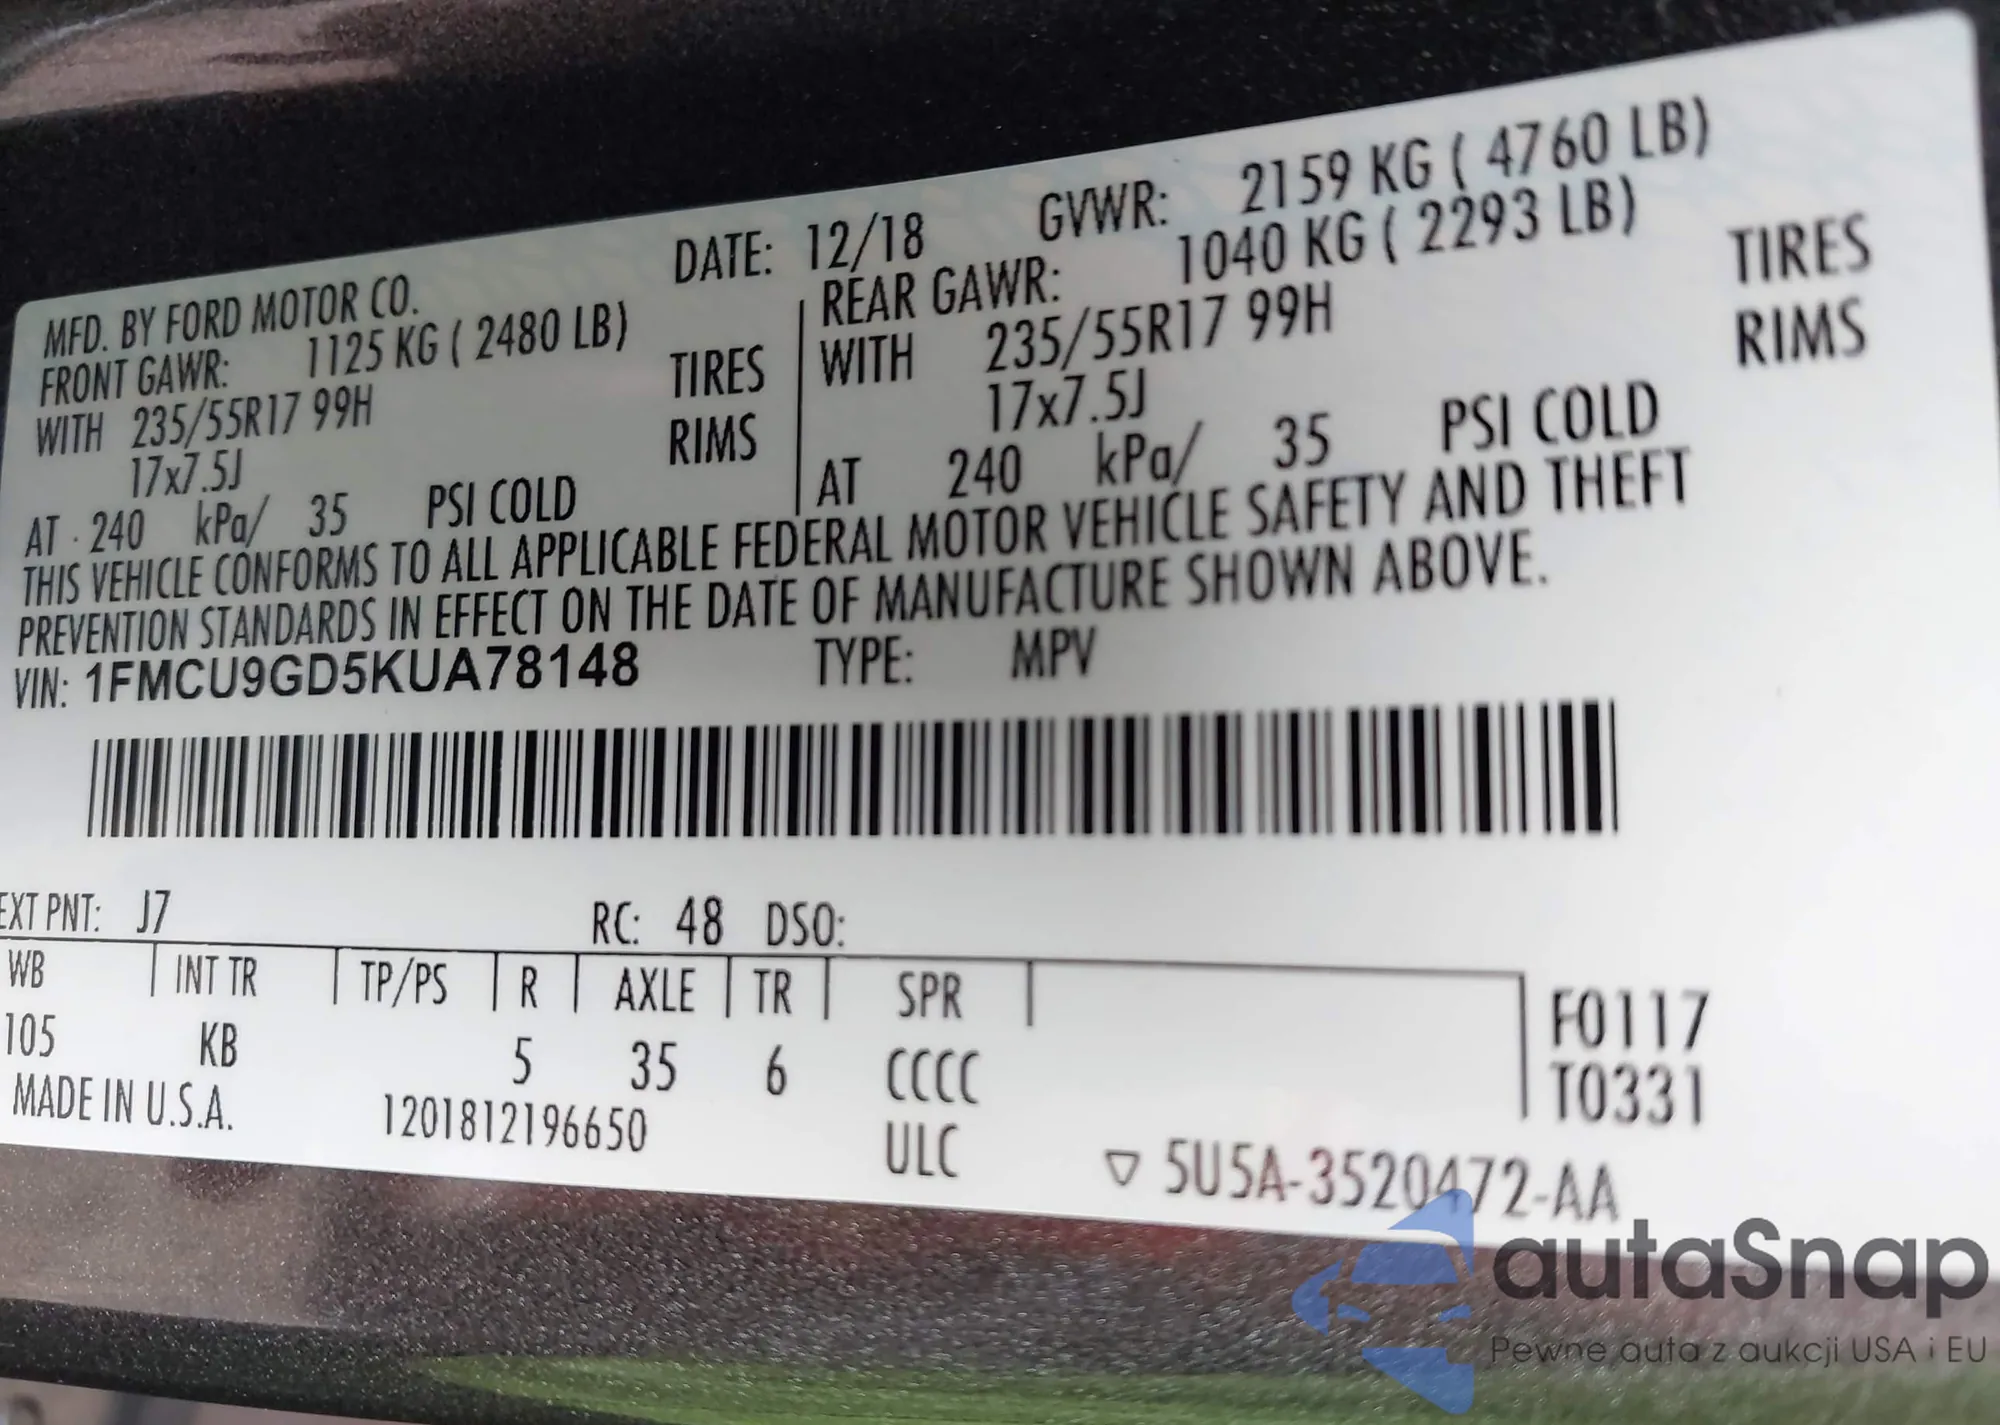 MFD. BY FORD MOTOR CO. DATE: 12/18 GVWR: 2159 KG ( 4760 LB)
FRONT GAWR: 1125 KG ( 2480 LB) REAR GAWR: 1040 KG ( 2293 LB)
WITH 235/55R17 99H TIRES WITH 235/55R17 99H TIRES
17x7.5J RIMS 17x7.5J RIMS
AT 240 kPa/ 35 PSI COLD AT 240 kPa/ 35 PSI COLD
THIS VEHICLE CONFORMS TO ALL APPLICABLE FEDERAL MOTOR VEHICLE SAFETY AND THEFT
PREVENTION STANDARDS IN EFFECT ON THE DATE OF MANUFACTURE SHOWN ABOVE.
VIN: 1FMCU9GD5KUA78148 TYPE: MPV
EXT PNT: J7 RC: 48 DSO:
WB INT TR TP/PS R AXLE TR SPR
105 KB 5 35 6 CCCC
F0117
T0331
MADE IN U.S.A. 1201812196650 ULC
▽ 5U5A-3520472-AA
autaSnap
Pewne auta z aukcji USA i EU